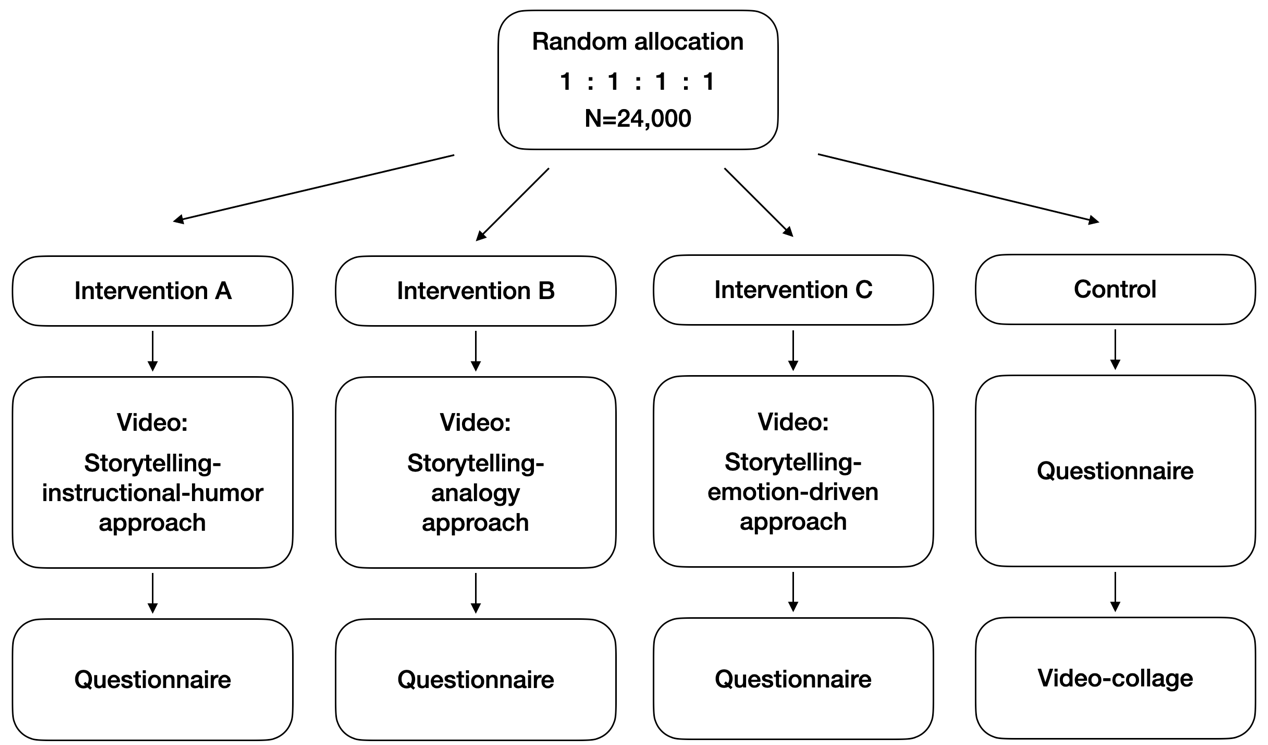 Random allocation
1 : 1 : 1 : 1
N=24,000
Intervention A
Intervention B
Intervention C
Control
Video:
Storytelling-
instructional-humor
approach
Video:
Storytelling-
analogy
approach
Video:
Storytelling-
emotion-driven
approach
Questionnaire
Questionnaire
Questionnaire
Questionnaire
Video-collage